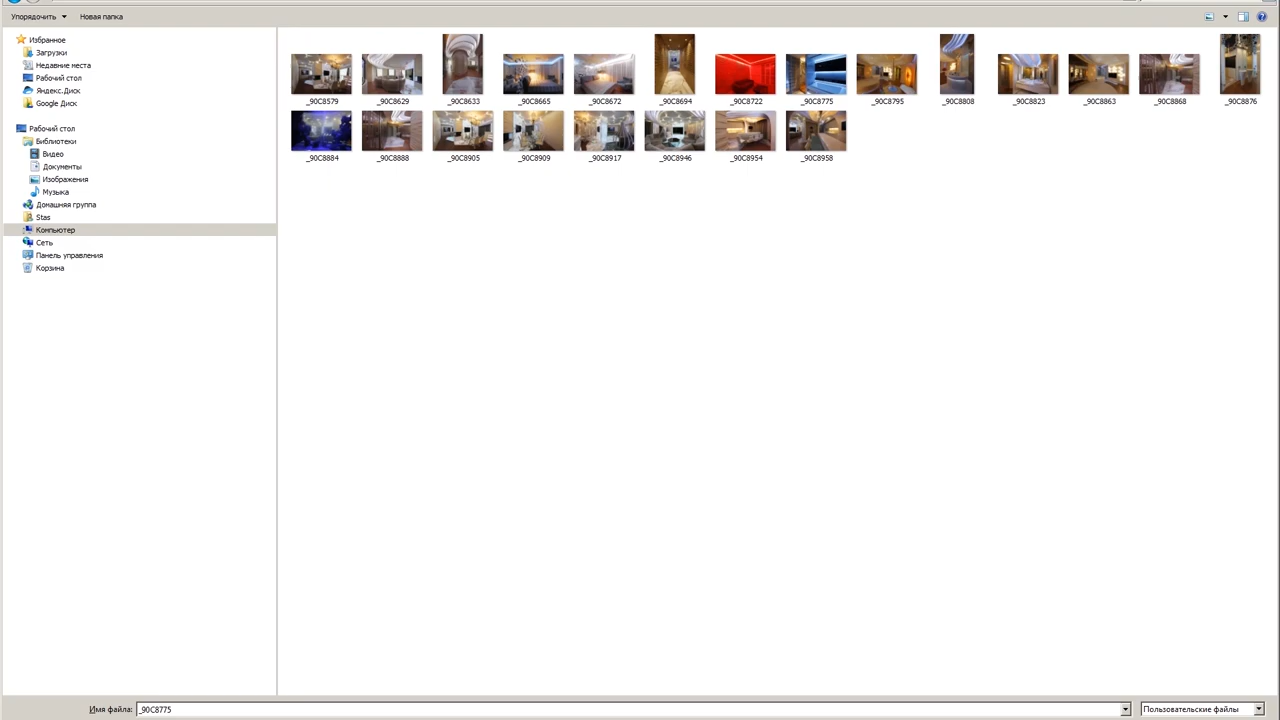 Упорядочить Новая папка
Избранное
Загрузки
Недавние места
Рабочий стол
Яндекс.Диск
Google Диск
Рабочий стол
Библиотеки
Видео
Документы
Изображения
Музыка
Домашняя группа
Stas
Компьютер
Сеть
Панель управления
Корзина
_90C8579 _90C8629 _90C8633 _90C8665 _90C8672 _90C8694 _90C8722 _90C8775 _90C8795 _90C8808 _90C8823 _90C8863 _90C8868 _90C8876
_90C8884 _90C8888 _90C8905 _90C8909 _90C8917 _90C8946 _90C8954 _90C8958
Имя файла: _90C8775 Пользовательские файлы